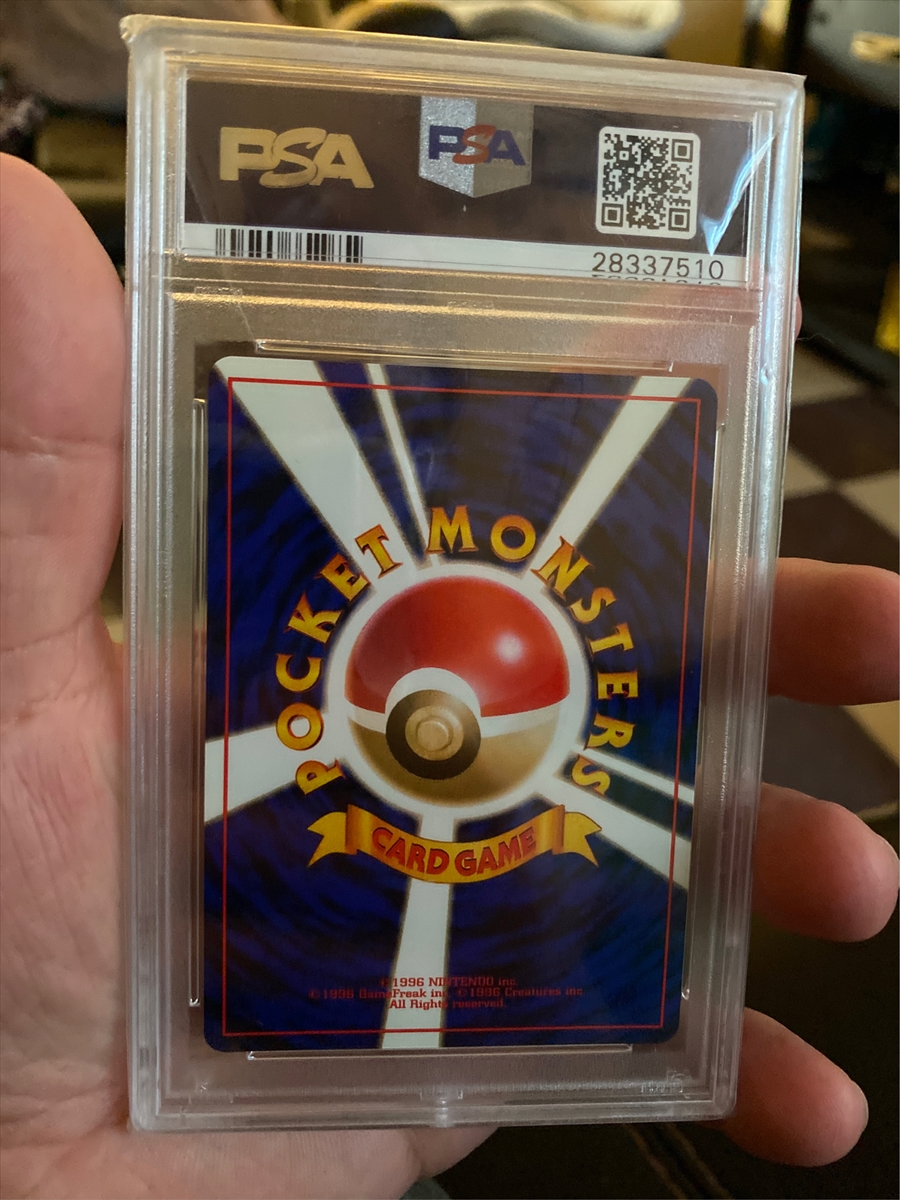 PSA
PSA
28337510
POCKET MONSTERS
CARD GAME
©1996 NINTENDO inc.
©1996 GameFreak inc. ©1996 Creatures inc.
All Rights reserved.